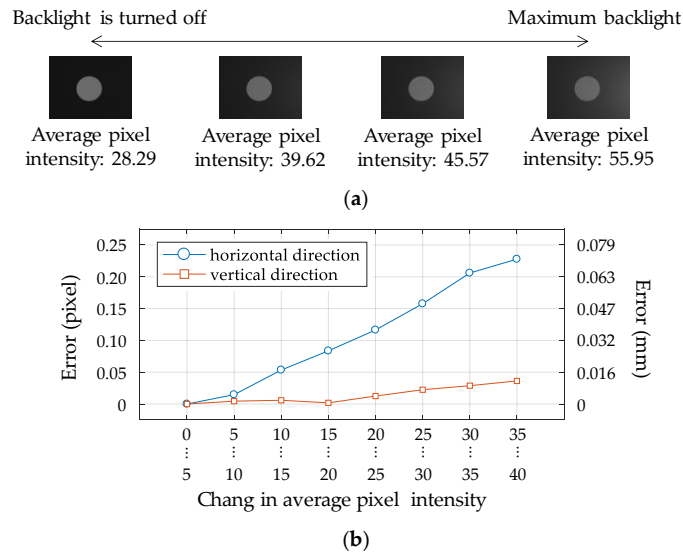 Backlight is turned off
Maximum backlight
Average pixel
intensity: 28.29
Average pixel
intensity: 39.62
Average pixel
intensity: 45.57
Average pixel
intensity: 55.95
(a)
horizontal direction
vertical direction
Error (pixel)
0.25
0.20
0.15
0.10
0.05
0
0.079
0.063
0.047
0.032
0.016
0
Error (mm)
0 5 10 15 20 25 30 35
⋮ ⋮ ⋮ ⋮ ⋮ ⋮ ⋮ ⋮
5 10 15 20 25 30 35 40
Chang in average pixel intensity
(b)